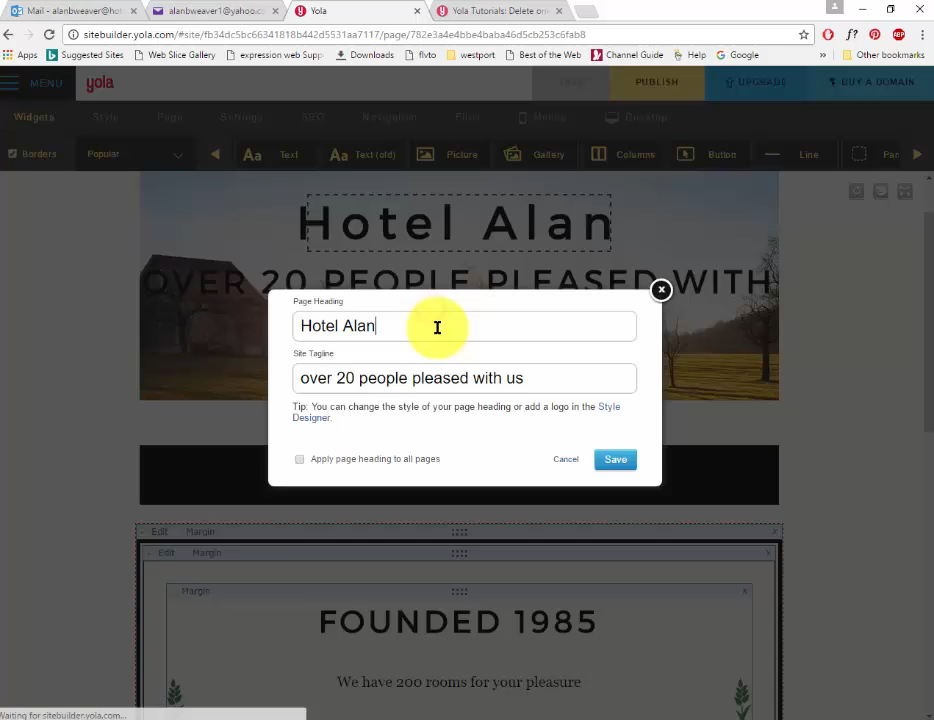 Mail - alanbweaver@ho
alanbweaver1@yahoo.c
Yola
Yola Tutorials: Delete on
sitebuilder.yola.com/#site/fb34dc5bc66341818b442d5531aa7117/page/782e3a4e4bbe4baba46d5cb253c6fab8
Apps
Suggested Sites
Web Slice Gallery
expression web Supp
Downloads
flvto
westport
Best of the Web
Channel Guide
Help
Google
Other bookmarks
MENU
yola
PUBLISH
UPGRADE
BUY A DOMAIN
Widgets
Style
Page
Settings
SEO
Navigation
Files
Mobile
Desktop
Borders
Popular
Text
Text (old)
Picture
Gallery
Columns
Button
Line
Pan
Hotel Alan
OVER 20 PEOPLE PLEASED WITH
Page Heading
Hotel Alan
Site Tagline
over 20 people pleased with us
Tip: You can change the style of your page heading or add a logo in the Style
Designer.
Apply page heading to all pages
Cancel
Save
Edit Margin
Edit Margin
Margin
FOUNDED 1985
We have 200 rooms for your pleasure
Waiting for sitebuilder.yola.com...